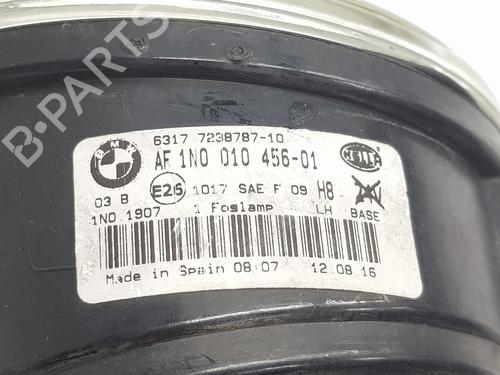 B-PARTS
BMW
6317 7238787-10
AF 1N0 010 456-01
HELLA
03 B E26 1017 SAE F 09 H8
1N0.1907 1 Foglamp LH BASE
Made in Spain 08:07 12.08.16